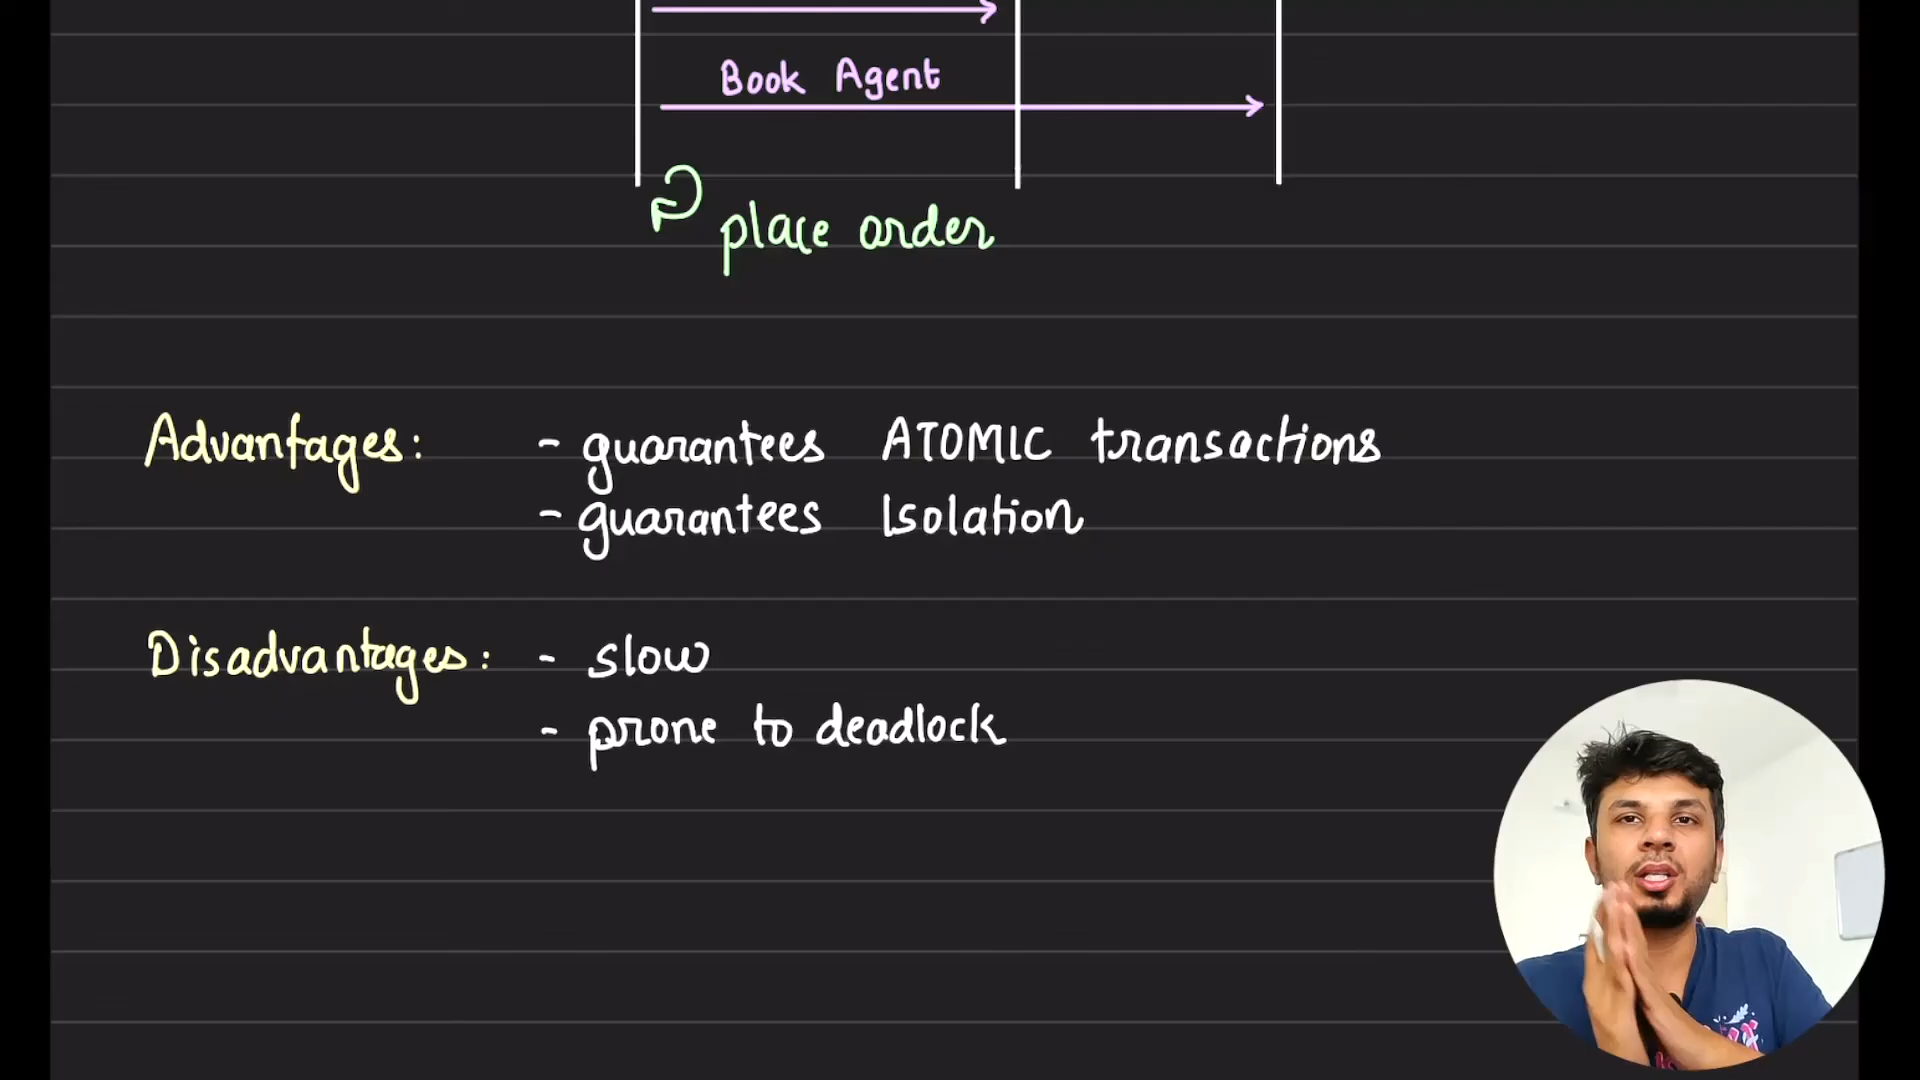 Book Agent
place order
Advantages: - guarantees ATOMIC transactions
- guarantees Isolation
Disadvantages: - slow
- prone to deadlock